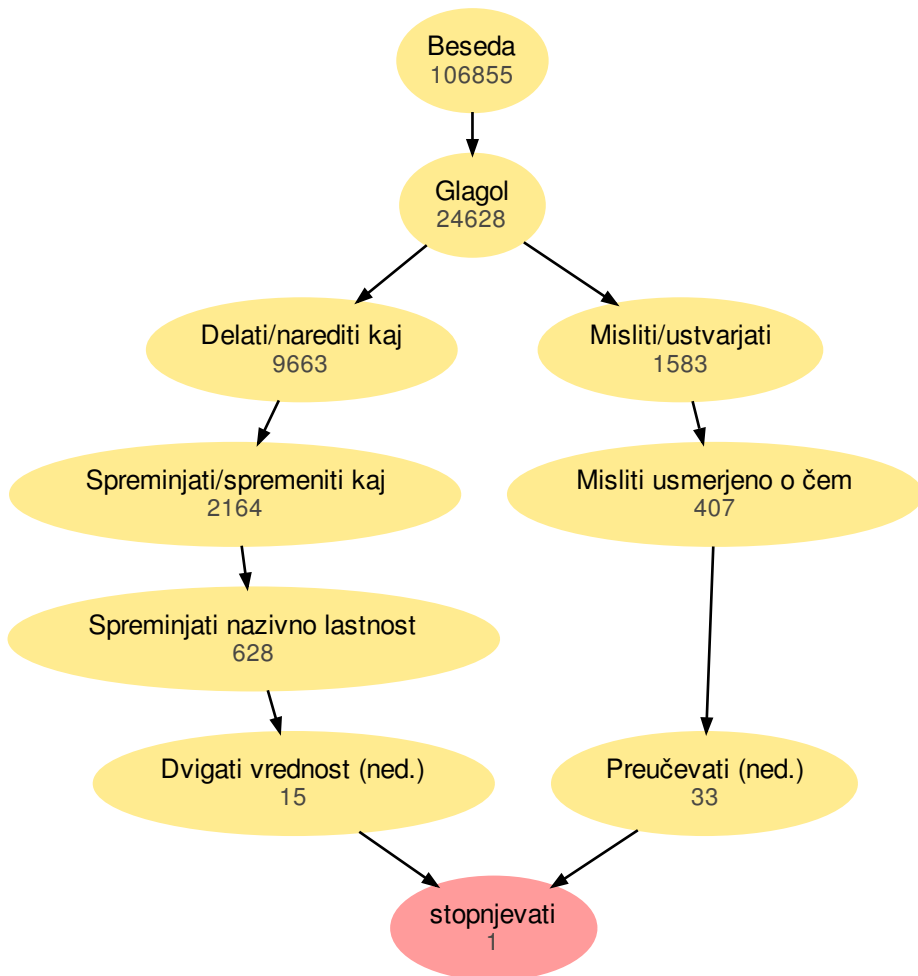 Beseda
106855
Glagol
24628
Delati/narediti kaj
9663
Misliti/ustvarjati
1583
Spreminjati/spremeniti kaj
2164
Misliti usmerjeno o čem
407
Spreminjati nazivno lastnost
628
Dvigati vrednost (ned.)
15
Preučevati (ned.)
33
stopnjevati
1